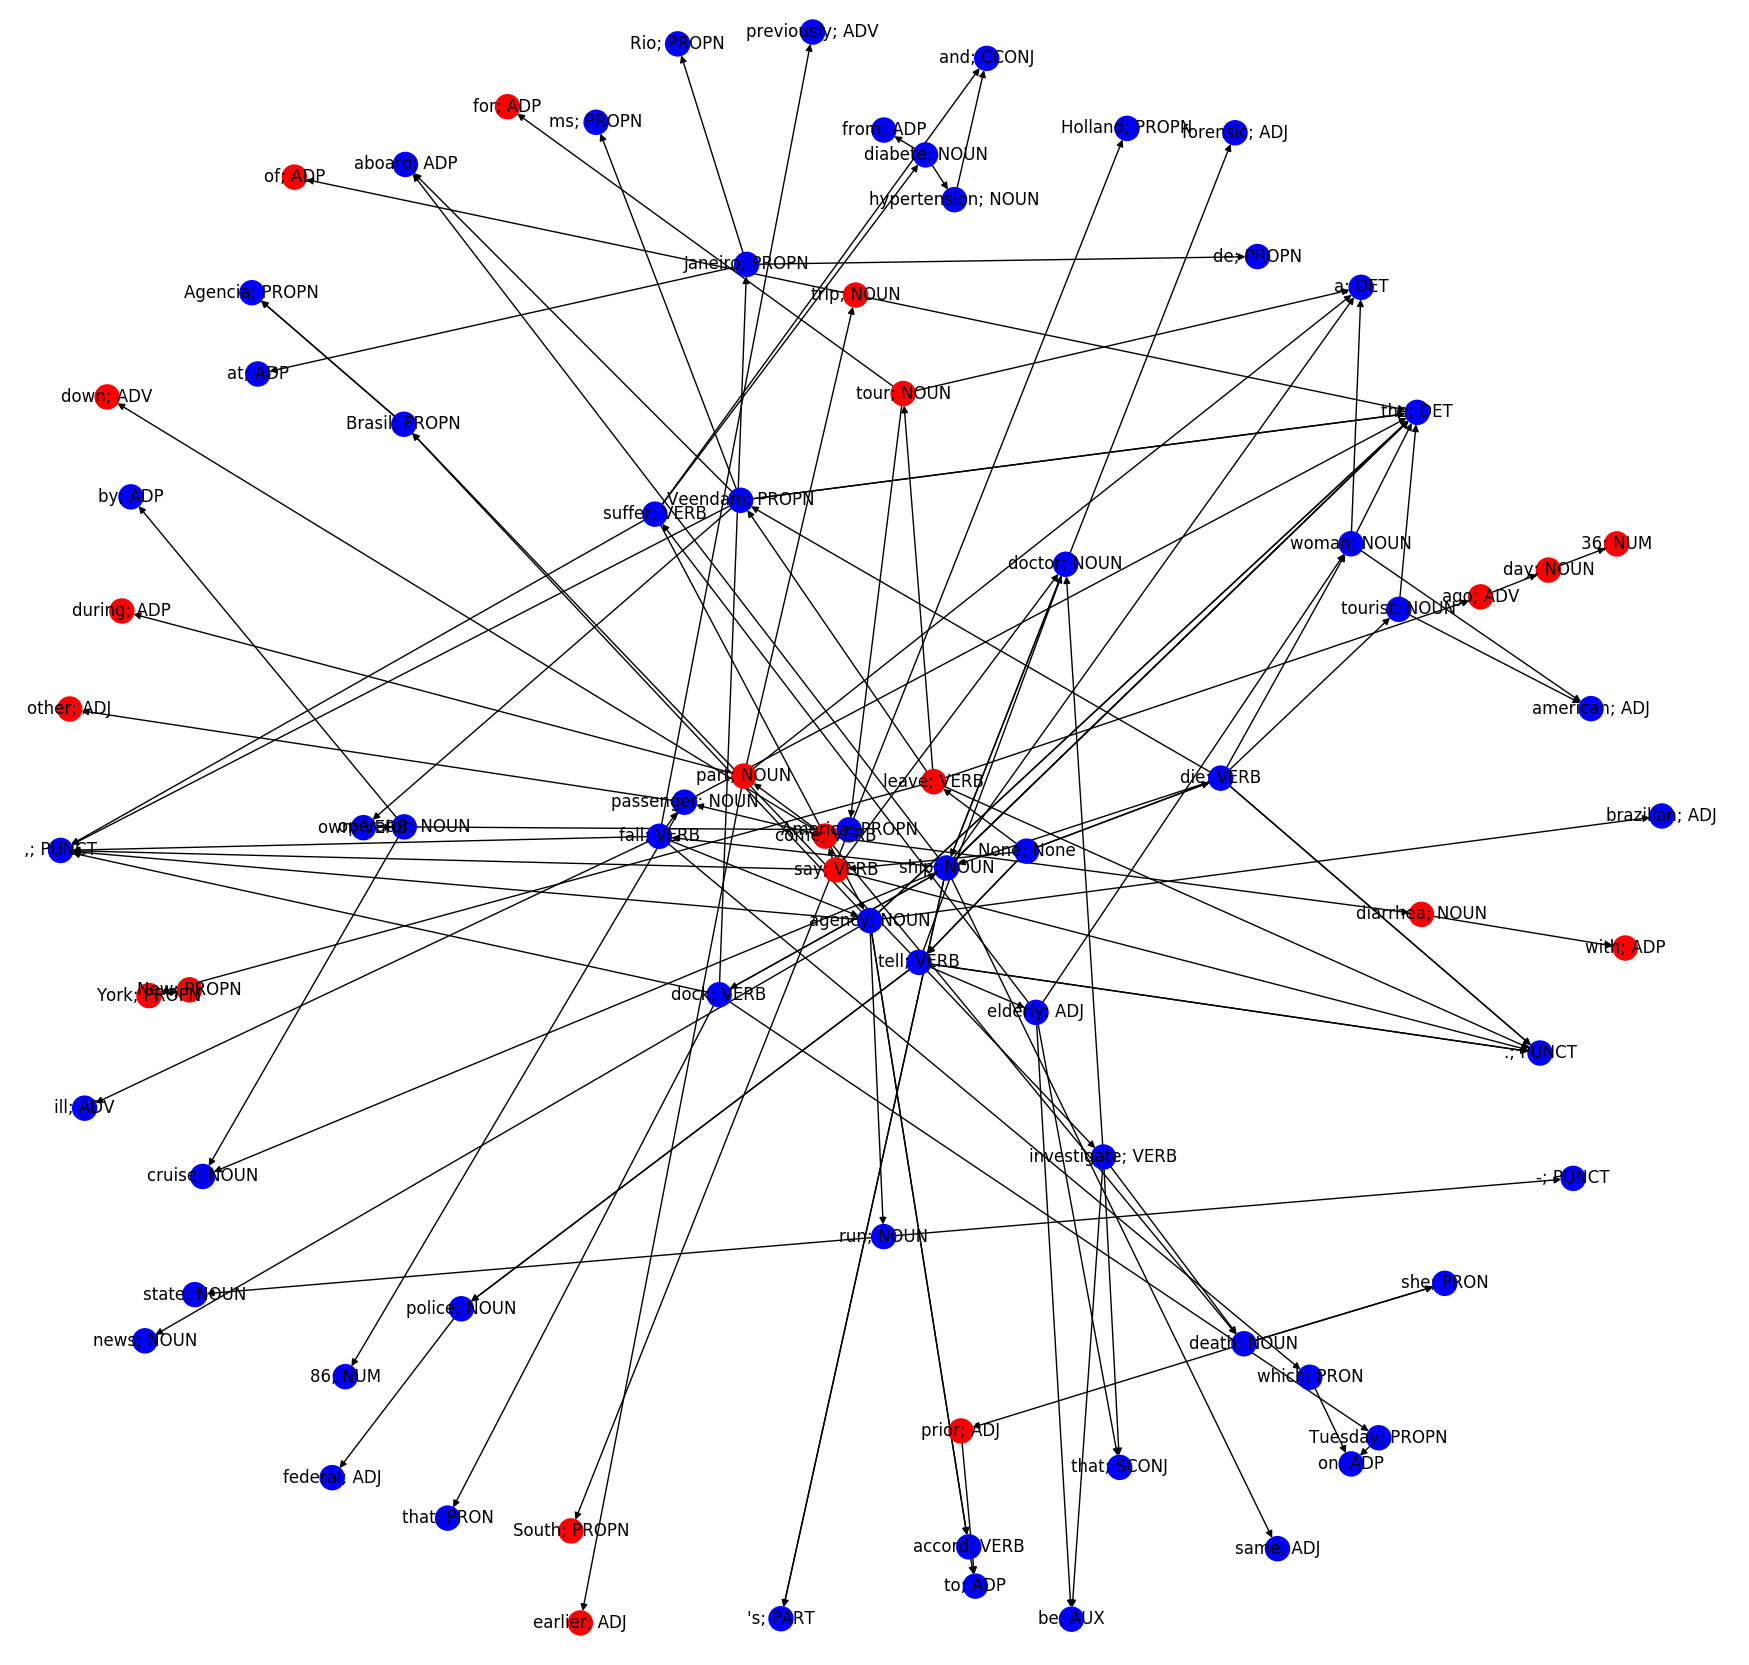 previously; ADV
Rio; PROPN
and; CCONJ
for; ADP
ms; PROPN
from; ADP
Holland; PROPN
forensic; ADJ
diabete; NOUN
aboard; ADP
of; ADP
hypertension; NOUN
Janeiro; PROPN
de; PROPN
a; DET
Agencia; PROPN
trip; NOUN
at; ADP
down; ADV
tour; NOUN
the; DET
Brasil; PROPN
by; ADP
Veendam; PROPN
suffer; VERB
woman; NOUN
36; NUM
doctor; NOUN
day; NOUN
ago; ADV
during; ADP
tourist; NOUN
other; ADJ
american; ADJ
part; NOUN
leave; VERB
die; VERB
passenger; NOUN
brazilian; ADJ
own; VERB
operator; NOUN
America; PROPN
fall; VERB
come; VERB
,; PUNCT
None; None
say; VERB
ship; NOUN
diarrhea; NOUN
agency; NOUN
with; ADP
tell; VERB
New; PROPN
York; PROPN
dock; VERB
elderly; ADJ
.; PUNCT
ill; ADV
investigate; VERB
cruise; NOUN
-; PUNCT
run; NOUN
she; PRON
state; NOUN
police; NOUN
news; NOUN
death; NOUN
86; NUM
which; PRON
prior; ADJ
Tuesday; PROPN
on; ADP
that; SCONJ
federal; ADJ
that; PRON
South; PROPN
accord; VERB
same; ADJ
to; ADP
earlier; ADJ
's; PART
be; AUX